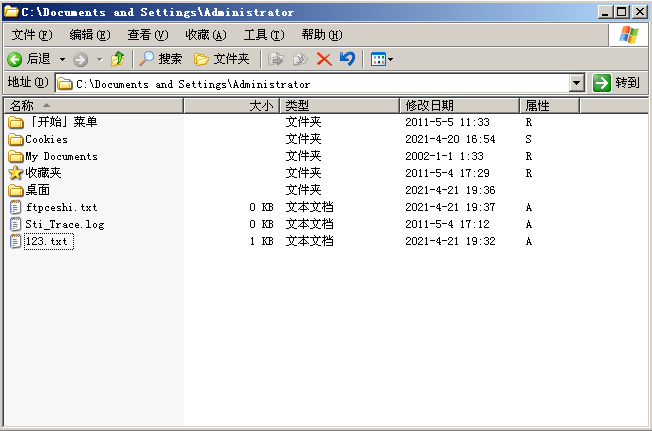 C:\Documents and Settings\Administrator
文件(F) 编辑(E) 查看(V) 收藏(A) 工具(T) 帮助(H)
后退 搜索 文件夹
地址(D) C:\Documents and Settings\Administrator 转到
名称 大小 类型 修改日期 属性
「开始」菜单 文件夹 2011-5-5 11:33 R
Cookies 文件夹 2021-4-20 16:54 S
My Documents 文件夹 2002-1-1 1:33 R
收藏夹 文件夹 2011-5-4 17:29 R
桌面 文件夹 2021-4-21 19:36
ftpceshi.txt 0 KB 文本文档 2021-4-21 19:37 A
Sti_Trace.log 0 KB 文本文档 2011-5-4 17:12 A
123.txt 1 KB 文本文档 2021-4-21 19:32 A